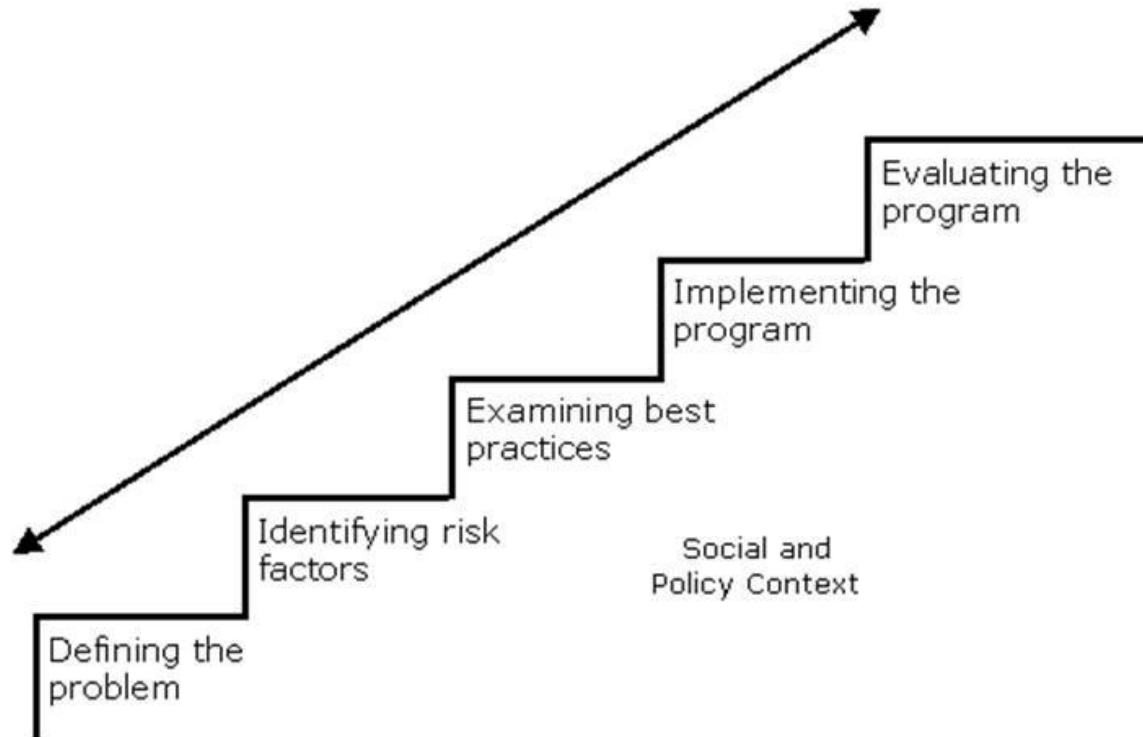 Evaluating the
program
Implementing the
program
Examining best
practices
Identifying risk
factors
Social and
Policy Context
Defining the
problem